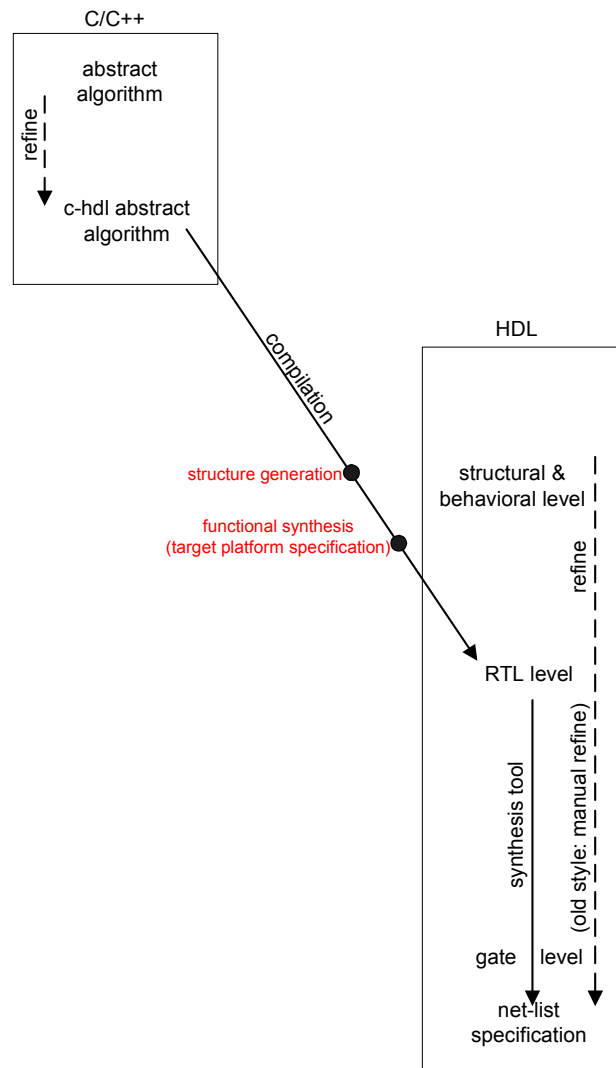 C/C++
abstract
algorithm
refine
c-hdl abstract
algorithm
compilation
HDL
structure generation
functional synthesis
(target platform specification)
structural &
behavioral level
refine
RTL level
synthesis tool
(old style: manual refine)
gate level
net-list
specification